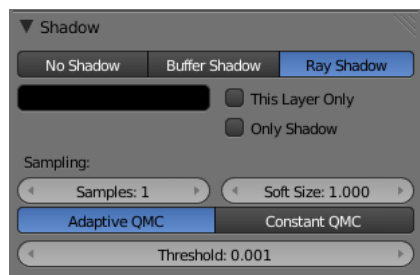 Shadow
No Shadow Buffer Shadow Ray Shadow
This Layer Only
Only Shadow
Sampling:
Samples: 1 Soft Size: 1.000
Adaptive QMC Constant QMC
Threshold: 0.001